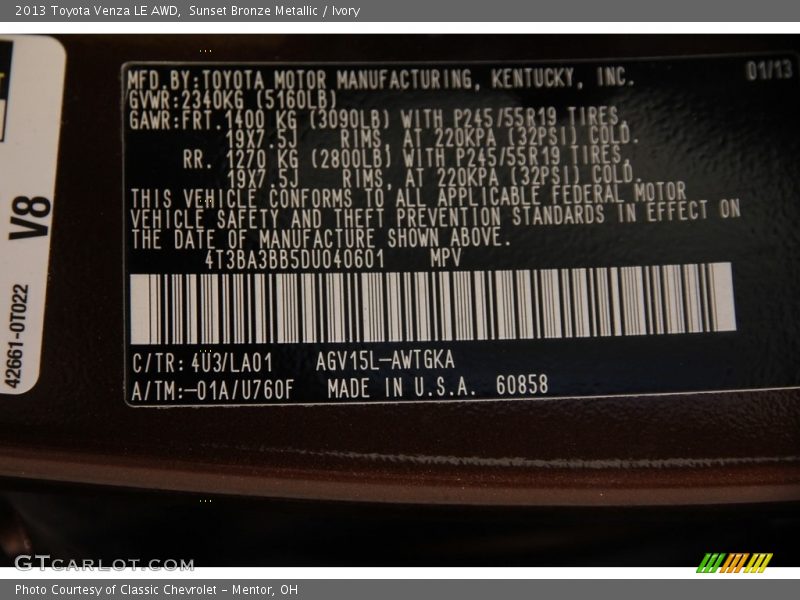 2013 Toyota Venza LE AWD,  Sunset Bronze Metallic / Ivory
MFD.BY:TOYOTA MOTOR MANUFACTURING, KENTUCKY, INC. 01/13
GVWR:2340KG (5160LB)
GAWR:FRT.1400 KG (3090LB) WITH P245/55R19 TIRES,
19X7.5J RIMS, AT 220KPA (32PSI) COLD.
RR. 1270 KG (2800LB) WITH P245/55R19 TIRES,
19X7.5J RIMS, AT 220KPA (32PSI) COLD.
THIS VEHICLE CONFORMS TO ALL APPLICABLE FEDERAL MOTOR
VEHICLE SAFETY AND THEFT PREVENTION STANDARDS IN EFFECT ON
THE DATE OF MANUFACTURE SHOWN ABOVE.
4T3BA3BB5DU040601 MPV
C/TR: 4U3/LA01 AGV15L-AWTGKA
A/TM:-01A/U760F MADE IN U.S.A. 60858
V8
42661-0T022
GTCARLOT.COM
Photo Courtesy of Classic Chevrolet - Mentor, OH